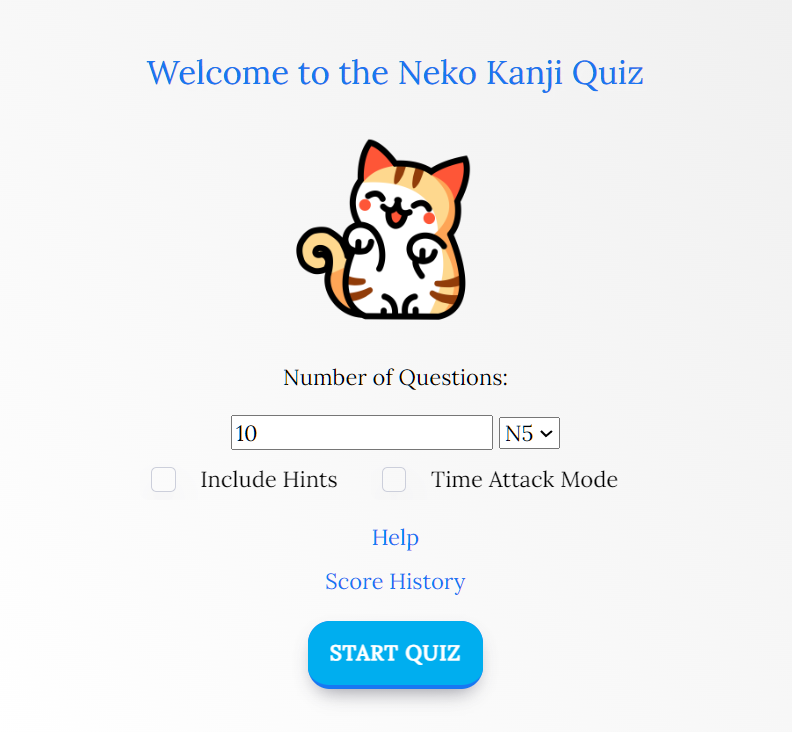 Welcome to the Neko Kanji Quiz
Number of Questions:
10 N5
Include Hints Time Attack Mode
Help
Score History
START QUIZ